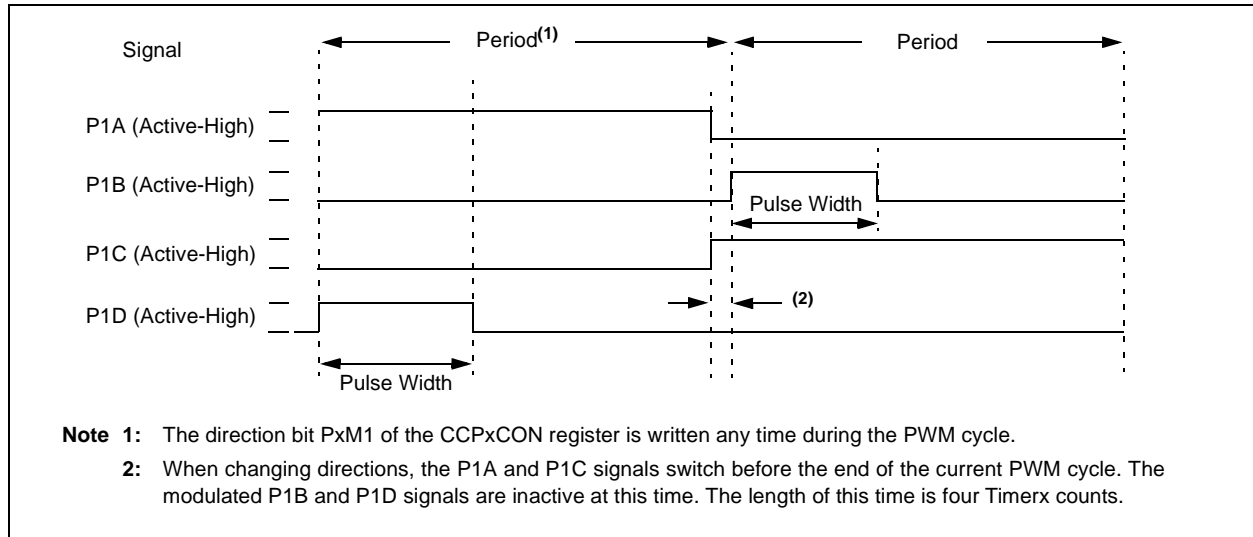 Signal
Period(1)
Period
P1A (Active-High)
P1B (Active-High)
Pulse Width
P1C (Active-High)
(2)
P1D (Active-High)
Pulse Width
Note 1: The direction bit PxM1 of the CCPxCON register is written any time during the PWM cycle.
2: When changing directions, the P1A and P1C signals switch before the end of the current PWM cycle. The
modulated P1B and P1D signals are inactive at this time. The length of this time is four Timerx counts.